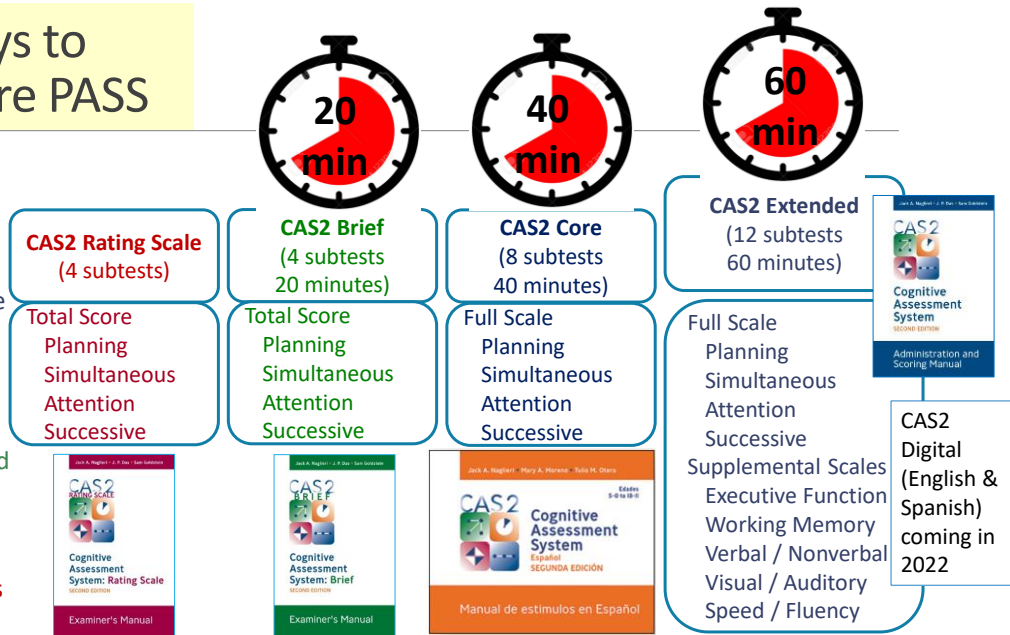 ys to
re PASS
20
min
40
min
60
min
CAS2 Rating Scale
(4 subtests)
CAS2 Brief
(4 subtests
20 minutes)
CAS2 Core
(8 subtests
40 minutes)
CAS2 Extended
(12 subtests
60 minutes)
e
d
s
Total Score
Planning
Simultaneous
Attention
Successive
Total Score
Planning
Simultaneous
Attention
Successive
Full Scale
Planning
Simultaneous
Attention
Successive
Full Scale
Planning
Simultaneous
Attention
Successive
Supplemental Scales
Executive Function
Working Memory
Verbal / Nonverbal
Visual / Auditory
Speed / Fluency
Jack A. Naglieri • J. P. Das • Sam Goldstein
CAS2
Cognitive
Assessment
System
SECOND EDITION
Administration and
Scoring Manual
CAS2
Digital
(English &
Spanish)
coming in
2022
Jack A. Naglieri • J. P. Das • Sam Goldstein
CAS2
RATING SCALE
Cognitive
Assessment
System: Rating Scale
SECOND EDITION
Examiner's Manual
Jack A. Naglieri • J. P. Das • Sam Goldstein
CAS2
BRIEF
Cognitive
Assessment
System: Brief
SECOND EDITION
Examiner's Manual
Jack A. Naglieri • Mary A. Moreno • Tulio M. Otero
Edades
5-0 to 18-11
CAS2
Cognitive
Assessment
System
Español
SEGUNDA EDICIÓN
Manual de estimulos en Español